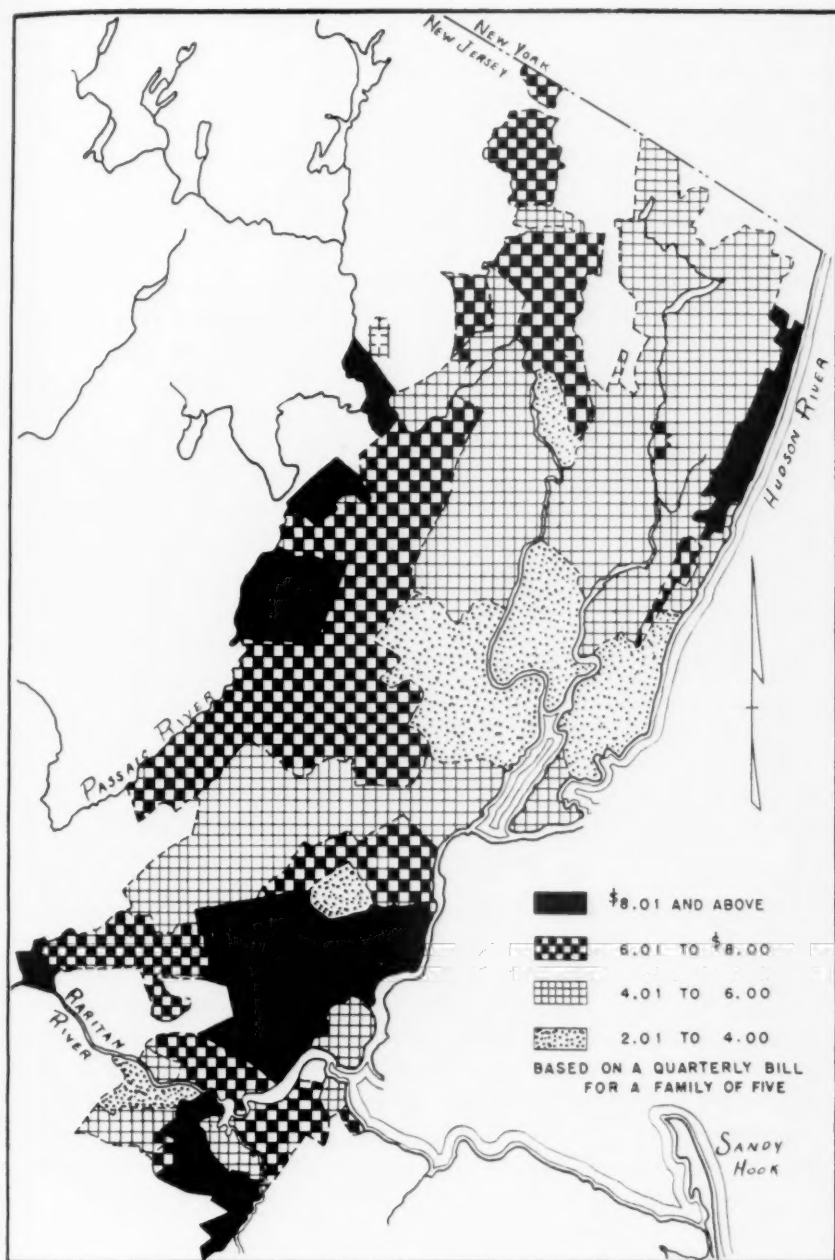 NEW YORK
NEW JERSEY
HUDSON RIVER
PASSAIC RIVER
RARITAN
RIVER
$8.01 AND ABOVE
6.01 TO $8.00
4.01 TO 6.00
2.01 TO 4.00
BASED ON A QUARTERLY BILL
FOR A FAMILY OF FIVE
SANDY
HOOK